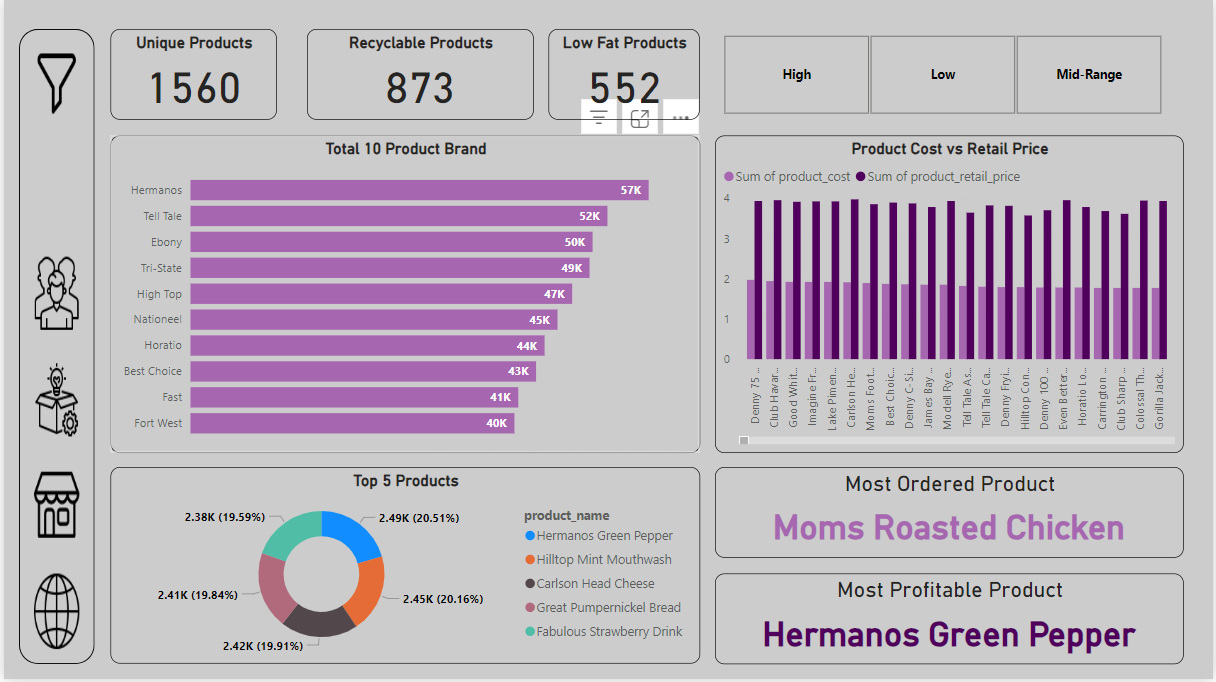 Unique Products
1560
Recyclable Products
873
Low Fat Products
552
High
Low
Mid-Range
Total 10 Product Brand
Hermanos 57K
Tell Tale 52K
Ebony 50K
Tri-State 49K
High Top 47K
Nationeel 45K
Horatio 44K
Best Choice 43K
Fast 41K
Fort West 40K
Product Cost vs Retail Price
Sum of product_cost Sum of product_retail_price
4
3
2
1
0
Denny 75 ...
Club Havar...
Good Whit...
Imagine Fr...
Lake Pimen...
Carlson He...
Moms Foot...
Best Choic...
Denny C-Si...
James Bay ...
Modell Rye...
Tell Tale As...
Tell Tale Ca...
Denny Fryi...
Hilltop Con...
Denny 100 ...
Even Better...
Horatio Lo...
Carrington ...
Club Sharp ...
Colossal Th...
Gorilla Jack...
Top 5 Products
2.38K (19.59%)
2.49K (20.51%)
2.41K (19.84%)
2.45K (20.16%)
2.42K (19.91%)
product_name
Hermanos Green Pepper
Hilltop Mint Mouthwash
Carlson Head Cheese
Great Pumpernickel Bread
Fabulous Strawberry Drink
Most Ordered Product
Moms Roasted Chicken
Most Profitable Product
Hermanos Green Pepper